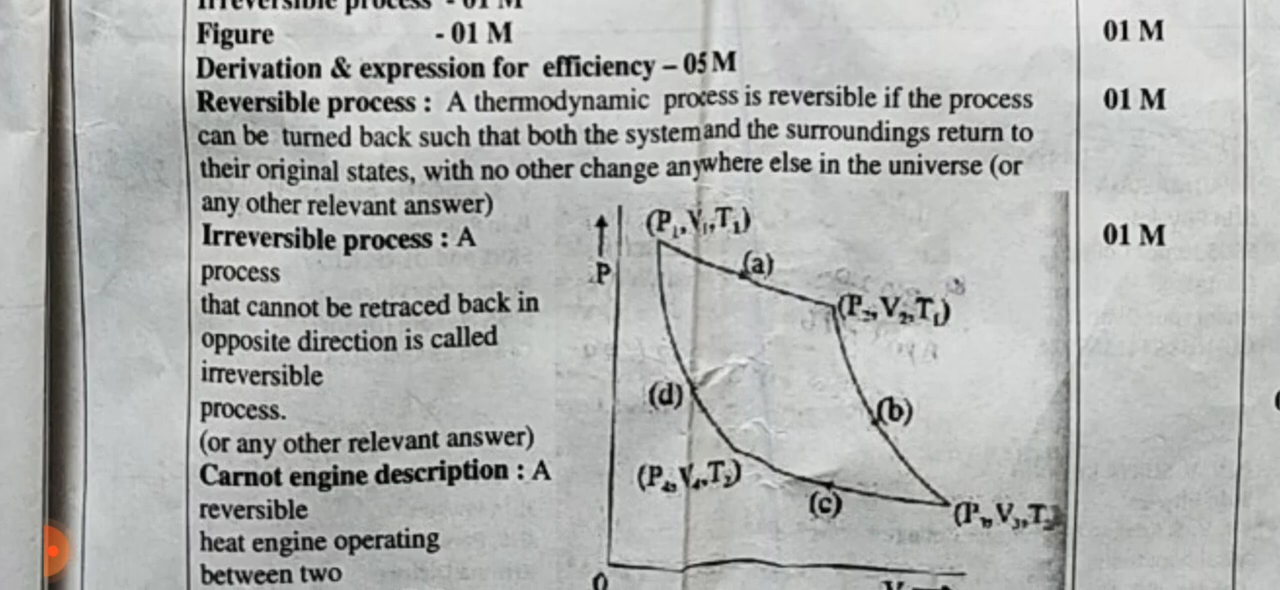 Irreversible process - 01 M
Figure - 01 M 01 M
Derivation & expression for efficiency – 05 M
Reversible process : A thermodynamic process is reversible if the process 01 M
can be turned back such that both the system and the surroundings return to
their original states, with no other change anywhere else in the universe (or
any other relevant answer)
Irreversible process : A 01 M
process
that cannot be retraced back in
opposite direction is called
irreversible
process.
(or any other relevant answer)
Carnot engine description : A
reversible
heat engine operating
between two
P
(P₁,V₁,T₁)
(a)
(P₂,V₂,T₁)
(d)
(b)
(P₄,V₄,T₂)
(c)
0
V